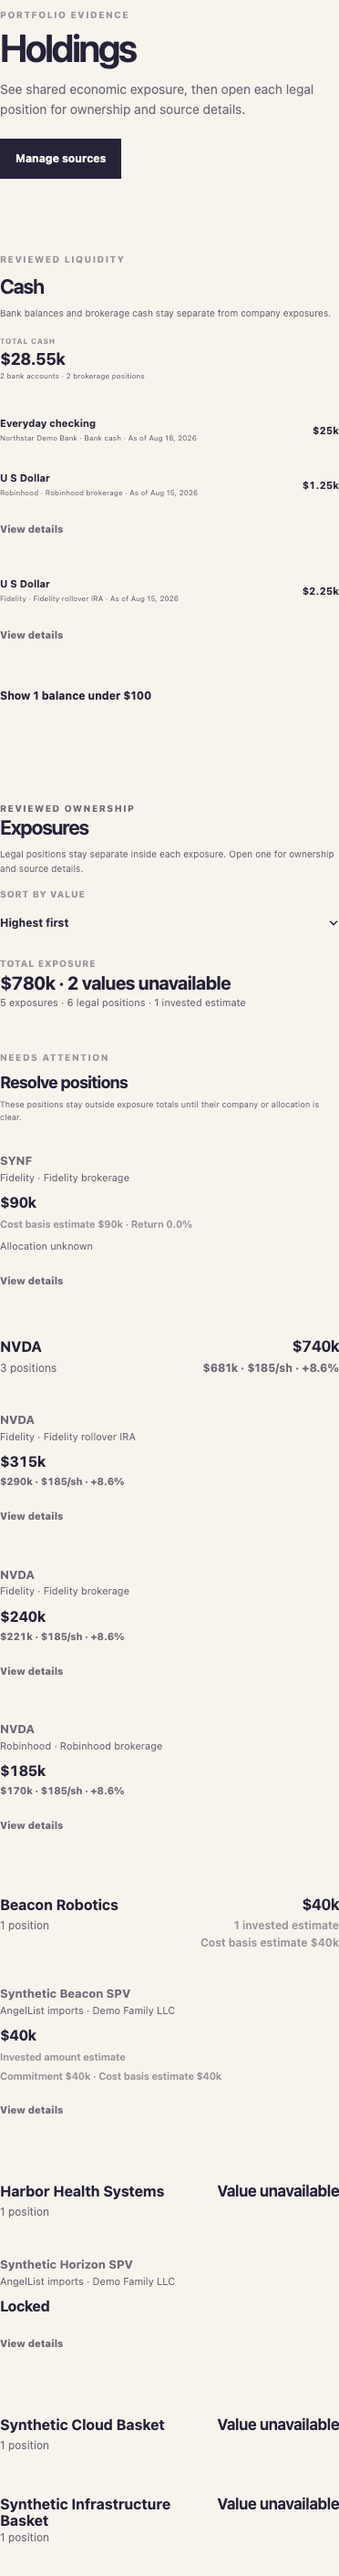 PORTFOLIO EVIDENCE
Holdings
See shared economic exposure, then open each legal
position for ownership and source details.
Manage sources
REVIEWED LIQUIDITY
Cash
Bank balances and brokerage cash stay separate from company exposures.
TOTAL CASH
$28.55k
2 bank accounts · 2 brokerage positions
Everyday checking
$25k
Northstar Demo Bank · Bank cash · As of Aug 18, 2026
U S Dollar
$1.25k
Robinhood · Robinhood brokerage · As of Aug 15, 2026
View details
U S Dollar
$2.25k
Fidelity · Fidelity rollover IRA · As of Aug 15, 2026
View details
Show 1 balance under $100
REVIEWED OWNERSHIP
Exposures
Legal positions stay separate inside each exposure. Open one for ownership
and source details.
SORT BY VALUE
Highest first
TOTAL EXPOSURE
$780k · 2 values unavailable
5 exposures · 6 legal positions · 1 invested estimate
NEEDS ATTENTION
Resolve positions
These positions stay outside exposure totals until their company or allocation is
clear.
SYNF
Fidelity · Fidelity brokerage
$90k
Cost basis estimate $90k · Return 0.0%
Allocation unknown
View details
NVDA
$740k
3 positions
$681k · $185/sh · +8.6%
NVDA
Fidelity · Fidelity rollover IRA
$315k
$290k · $185/sh · +8.6%
View details
NVDA
Fidelity · Fidelity brokerage
$240k
$221k · $185/sh · +8.6%
View details
NVDA
Robinhood · Robinhood brokerage
$185k
$170k · $185/sh · +8.6%
View details
Beacon Robotics
$40k
1 position
1 invested estimate
Cost basis estimate $40k
Synthetic Beacon SPV
AngelList imports · Demo Family LLC
$40k
Invested amount estimate
Commitment $40k · Cost basis estimate $40k
View details
Harbor Health Systems
Value unavailable
1 position
Synthetic Horizon SPV
AngelList imports · Demo Family LLC
Locked
View details
Synthetic Cloud Basket
Value unavailable
1 position
Synthetic Infrastructure
Basket
Value unavailable
1 position